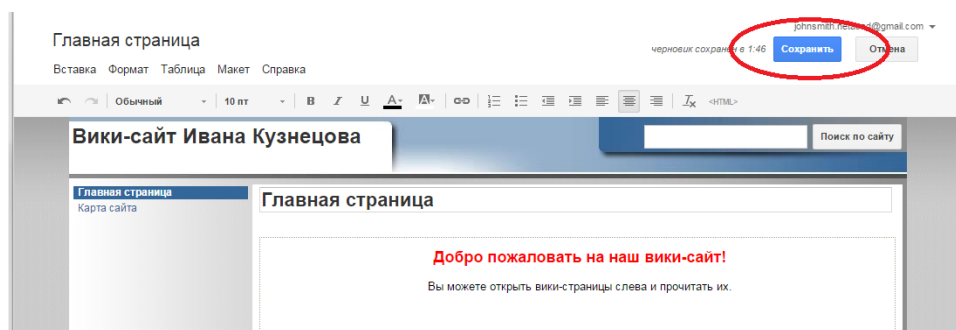 johnsmith.
@gmail.com
Главная страница
черновик сохранен в 1:46 Сохранить Отмена
Вставка Формат Таблица Макет Справка
Обычный 10 пт B I U A A 
Tx <HTML>
Вики-сайт Ивана Кузнецова
Поиск по сайту
Главная страница
Карта сайта
Главная страница
Добро пожаловать на наш вики-сайт!
Вы можете открыть вики-страницы слева и прочитать их.